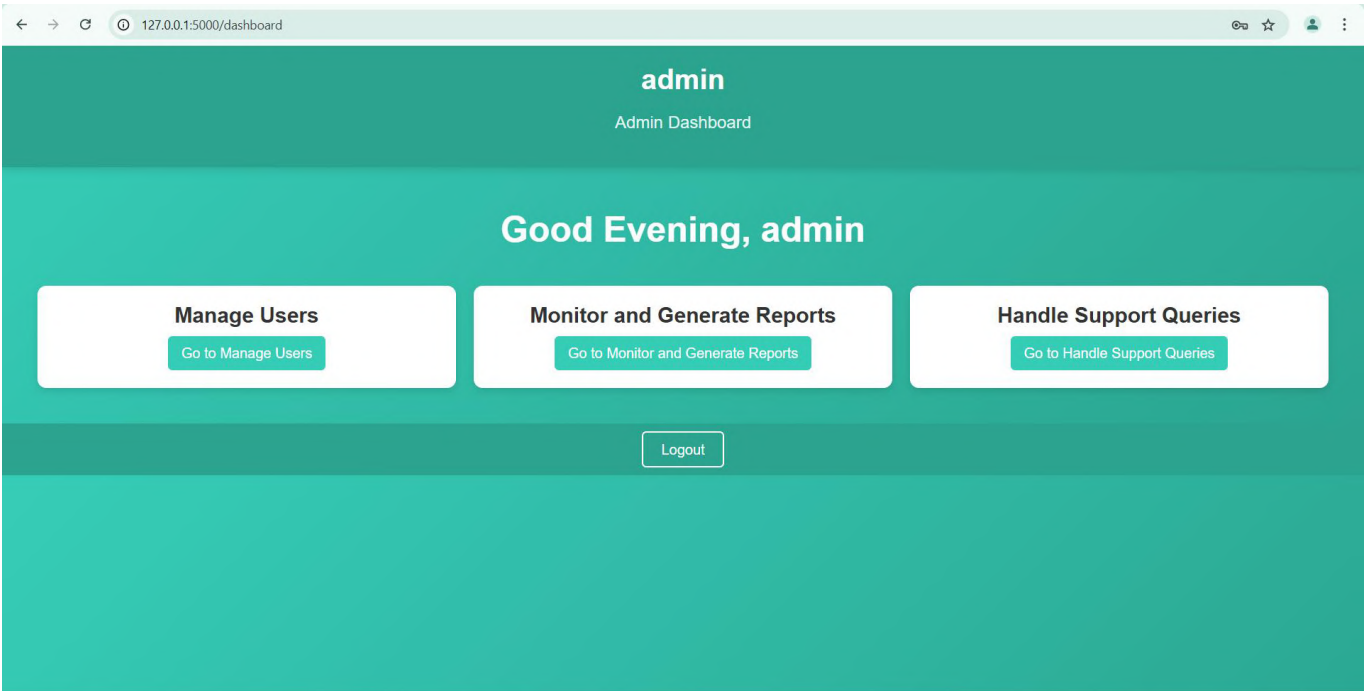 127.0.0.1:5000/dashboard
admin
Admin Dashboard
Good Evening, admin
Manage Users
Go to Manage Users
Monitor and Generate Reports
Go to Monitor and Generate Reports
Handle Support Queries
Go to Handle Support Queries
Logout